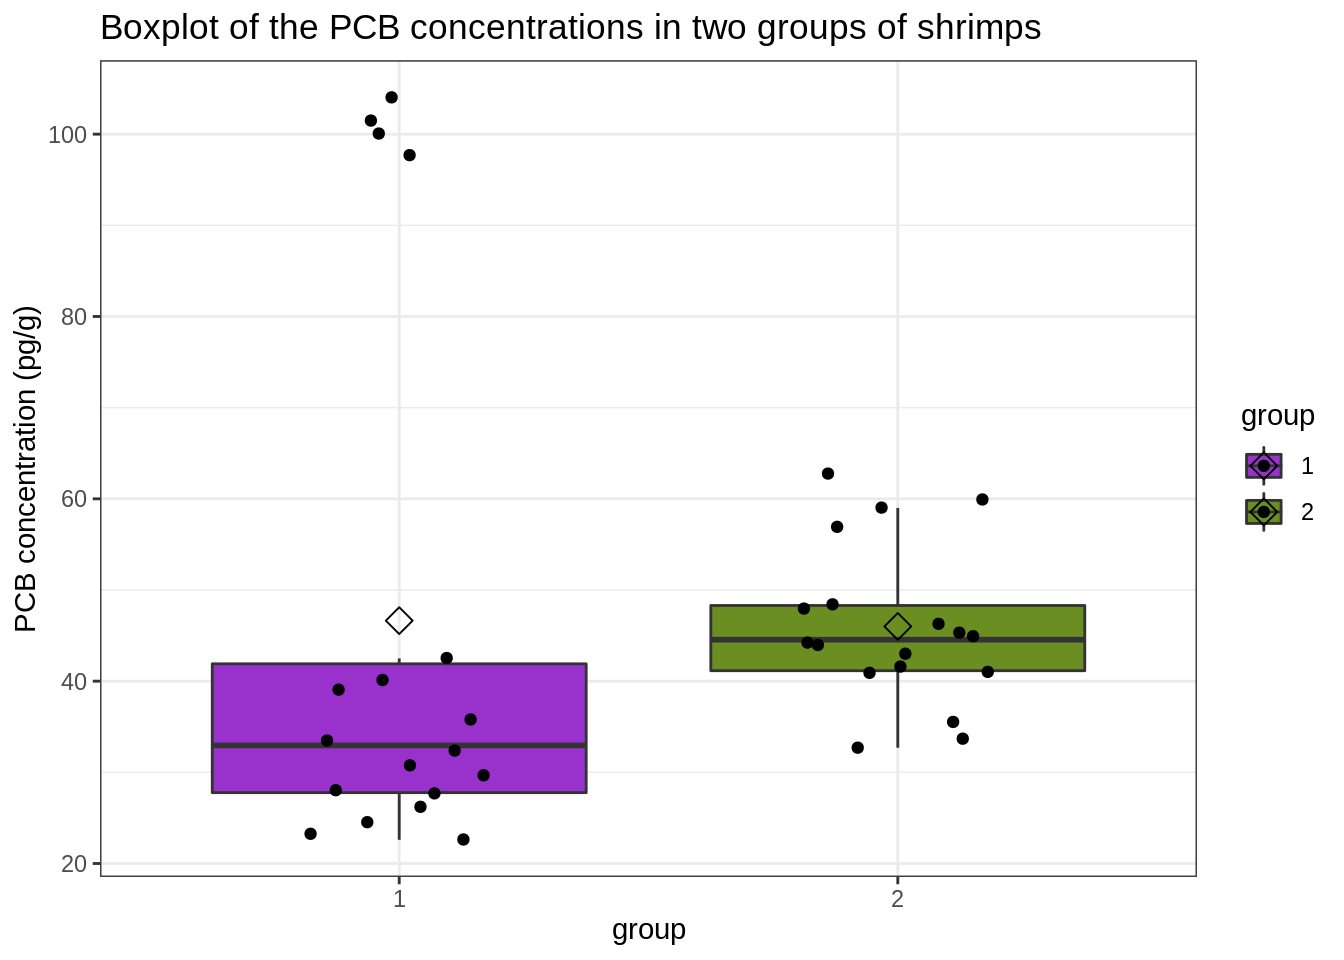 Boxplot of the PCB concentrations in two groups of shrimps
PCB concentration (pg/g)
100
80
60
40
20
1
2
group
group
1
2